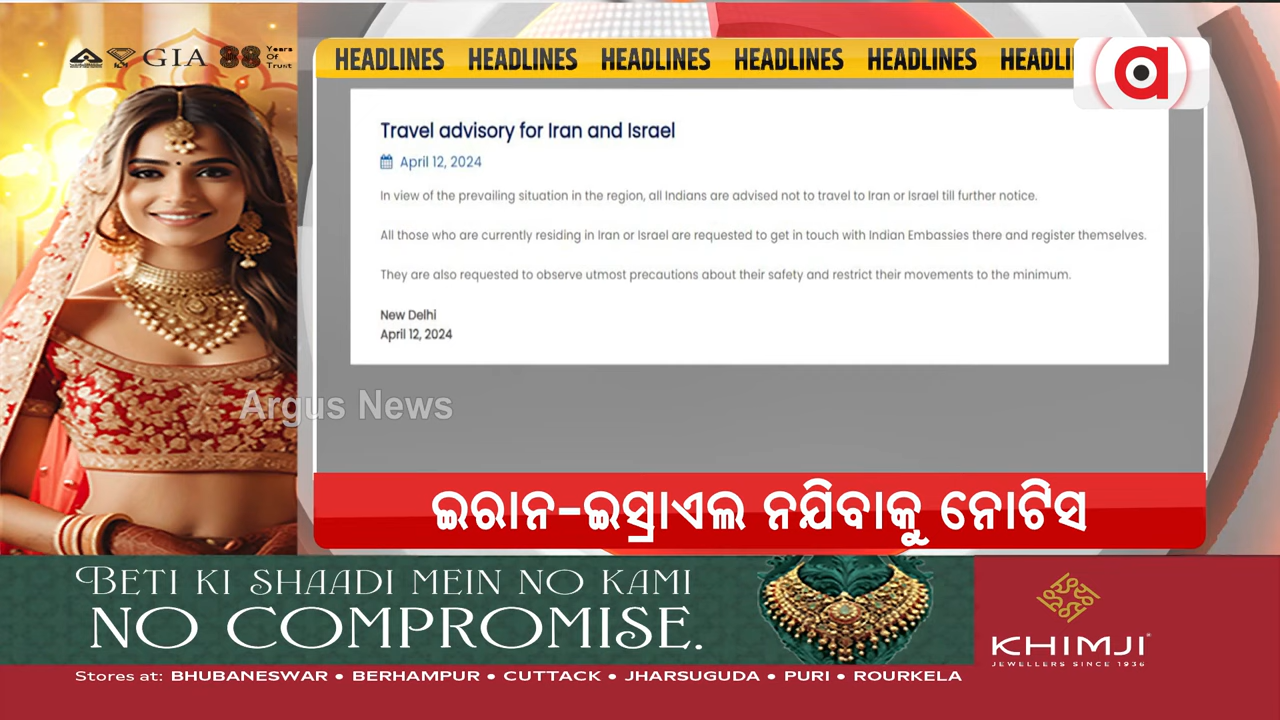 GIA 88 Years Of Trust
HEADLINES HEADLINES HEADLINES HEADLINES HEADLINES HEADLI
a
Travel advisory for Iran and Israel
April 12, 2024
In view of the prevailing situation in the region, all Indians are advised not to travel to Iran or Israel till further notice.
All those who are currently residing in Iran or Israel are requested to get in touch with Indian Embassies there and register themselves.
They are also requested to observe utmost precautions about their safety and restrict their movements to the minimum.
New Delhi
April 12, 2024
Argus News
ଇରାନ-ଇସ୍ରାଏଲ ନଯିବାକୁ ନୋଟିସ
BETI KI SHAADI MEIN NO KAMI
NO COMPROMISE.
KHIMJI
JEWELLERS SINCE 1936
Stores at: BHUBANESWAR • BERHAMPUR • CUTTACK • JHARSUGUDA • PURI • ROURKELA